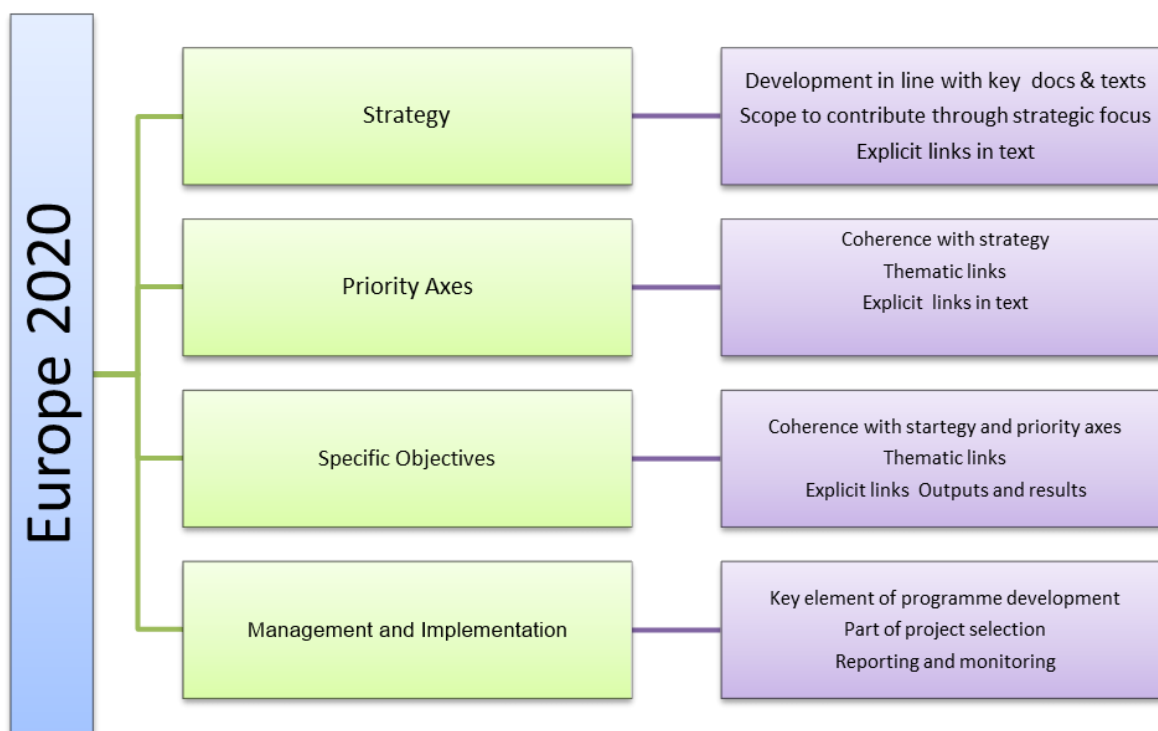 Europe 2020
Strategy
Development in line with key docs & texts
Scope to contribute through strategic focus
Explicit links in text
Priority Axes
Coherence with strategy
Thematic links
Explicit links in text
Specific Objectives
Coherence with startegy and priority axes
Thematic links
Explicit links Outputs and results
Management and Implementation
Key element of programme development
Part of project selection
Reporting and monitoring